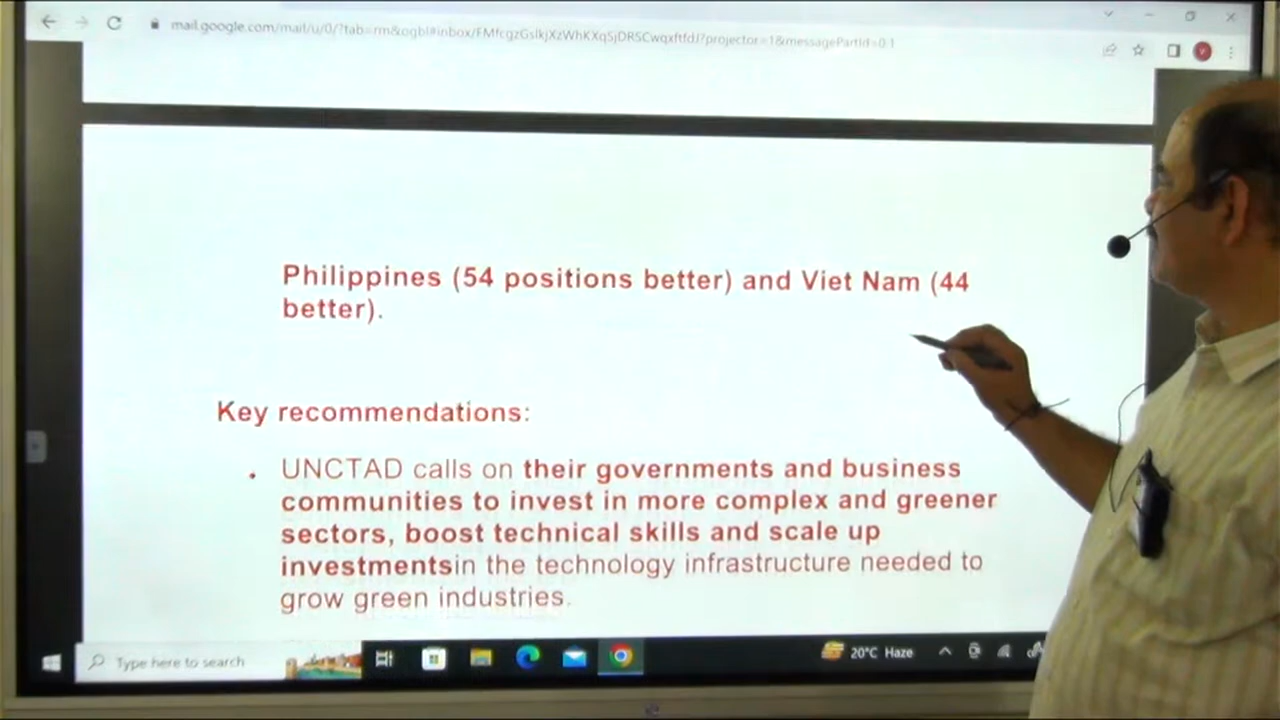 Philippines (54 positions better) and Viet Nam (44
better).
Key recommendations:
. UNCTAD calls on their governments and business
communities to invest in more complex and greener
sectors, boost technical skills and scale up
investmentsin the technology infrastructure needed to
grow green industries.
Type here to search
20°C Haze